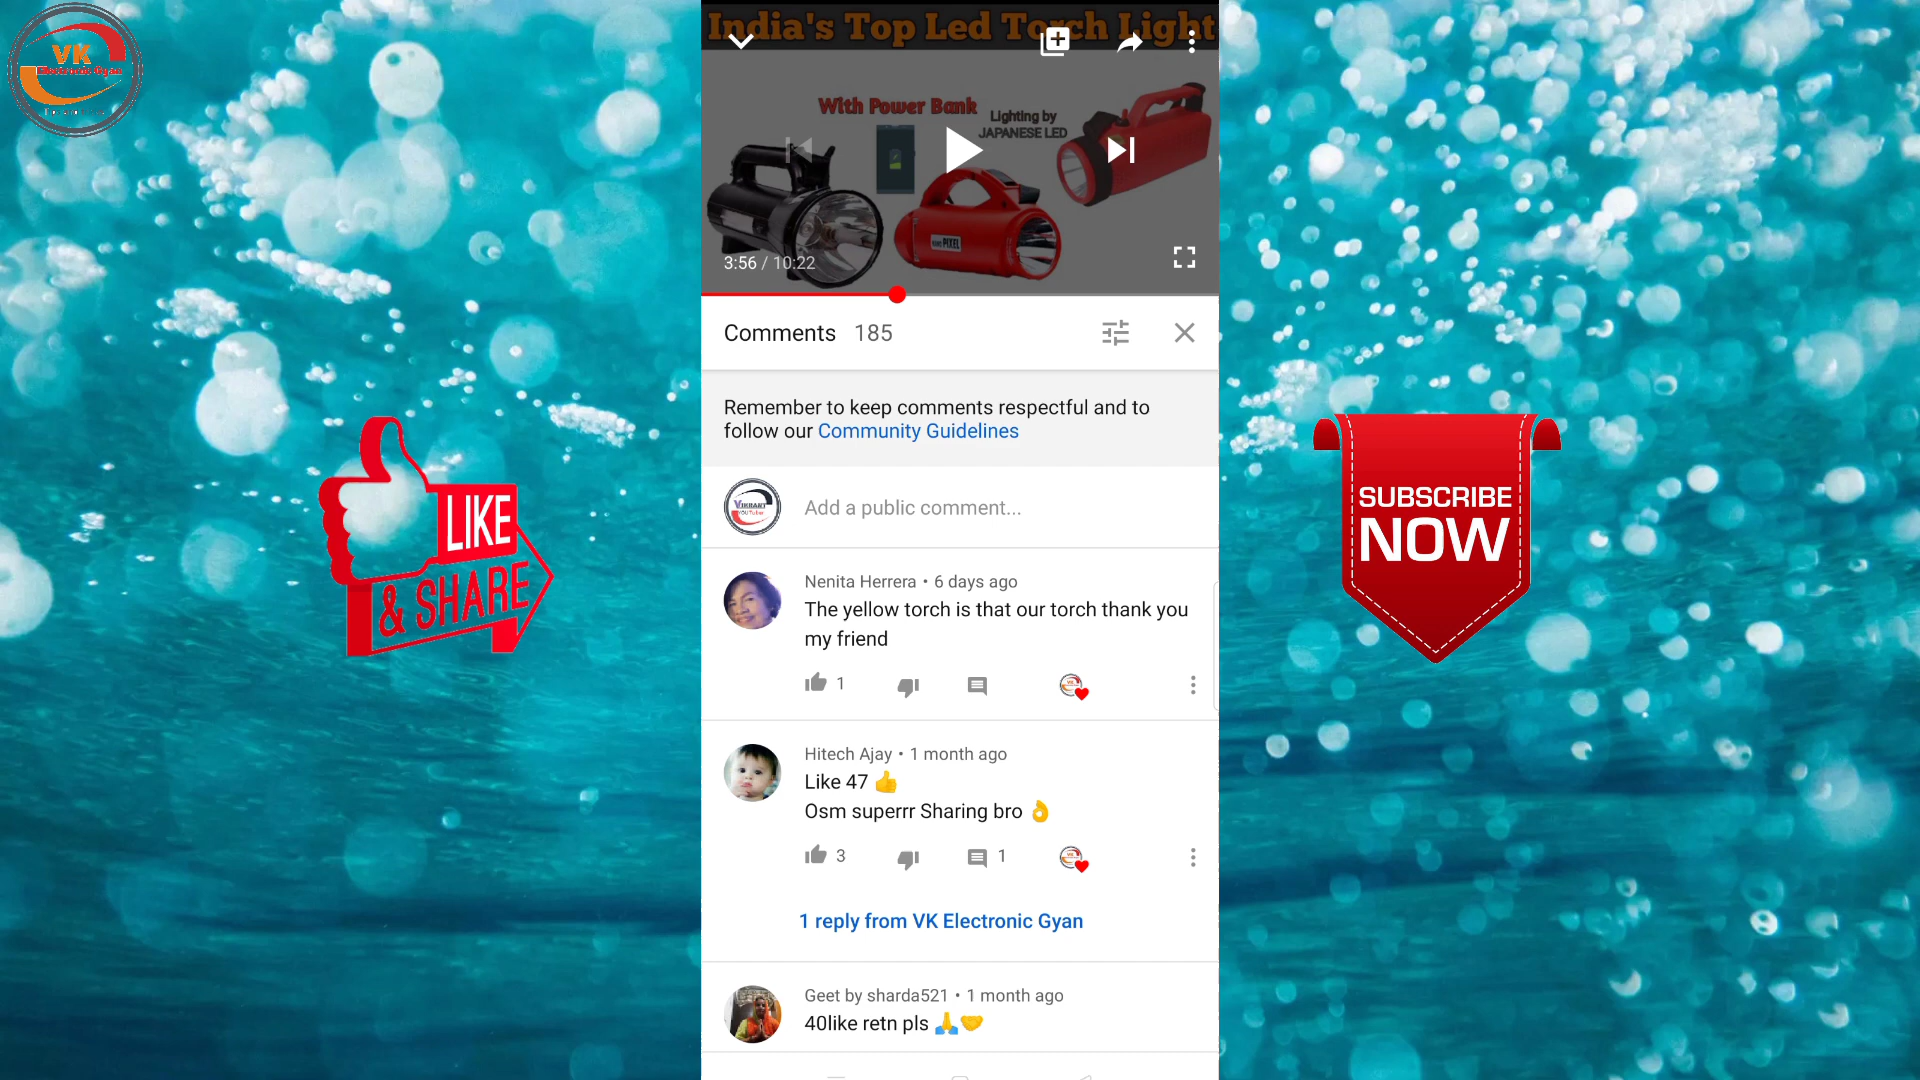 VK
Electronic Gyan
India's Top Led Torch Light
With Power Bank
Lighting by
JAPANESE LED
PIXEL
3:56 / 10:22
Comments 185
Remember to keep comments respectful and to
follow our Community Guidelines
Add a public comment...
Nenita Herrera • 6 days ago
The yellow torch is that our torch thank you
my friend
1
Hitech Ajay • 1 month ago
Like 47 👍
Osm superrr Sharing bro 👌
3 1
1 reply from VK Electronic Gyan
Geet by sharda521 • 1 month ago
40like retn pls 🙏🤝
LIKE
& SHARE
SUBSCRIBE
NOW